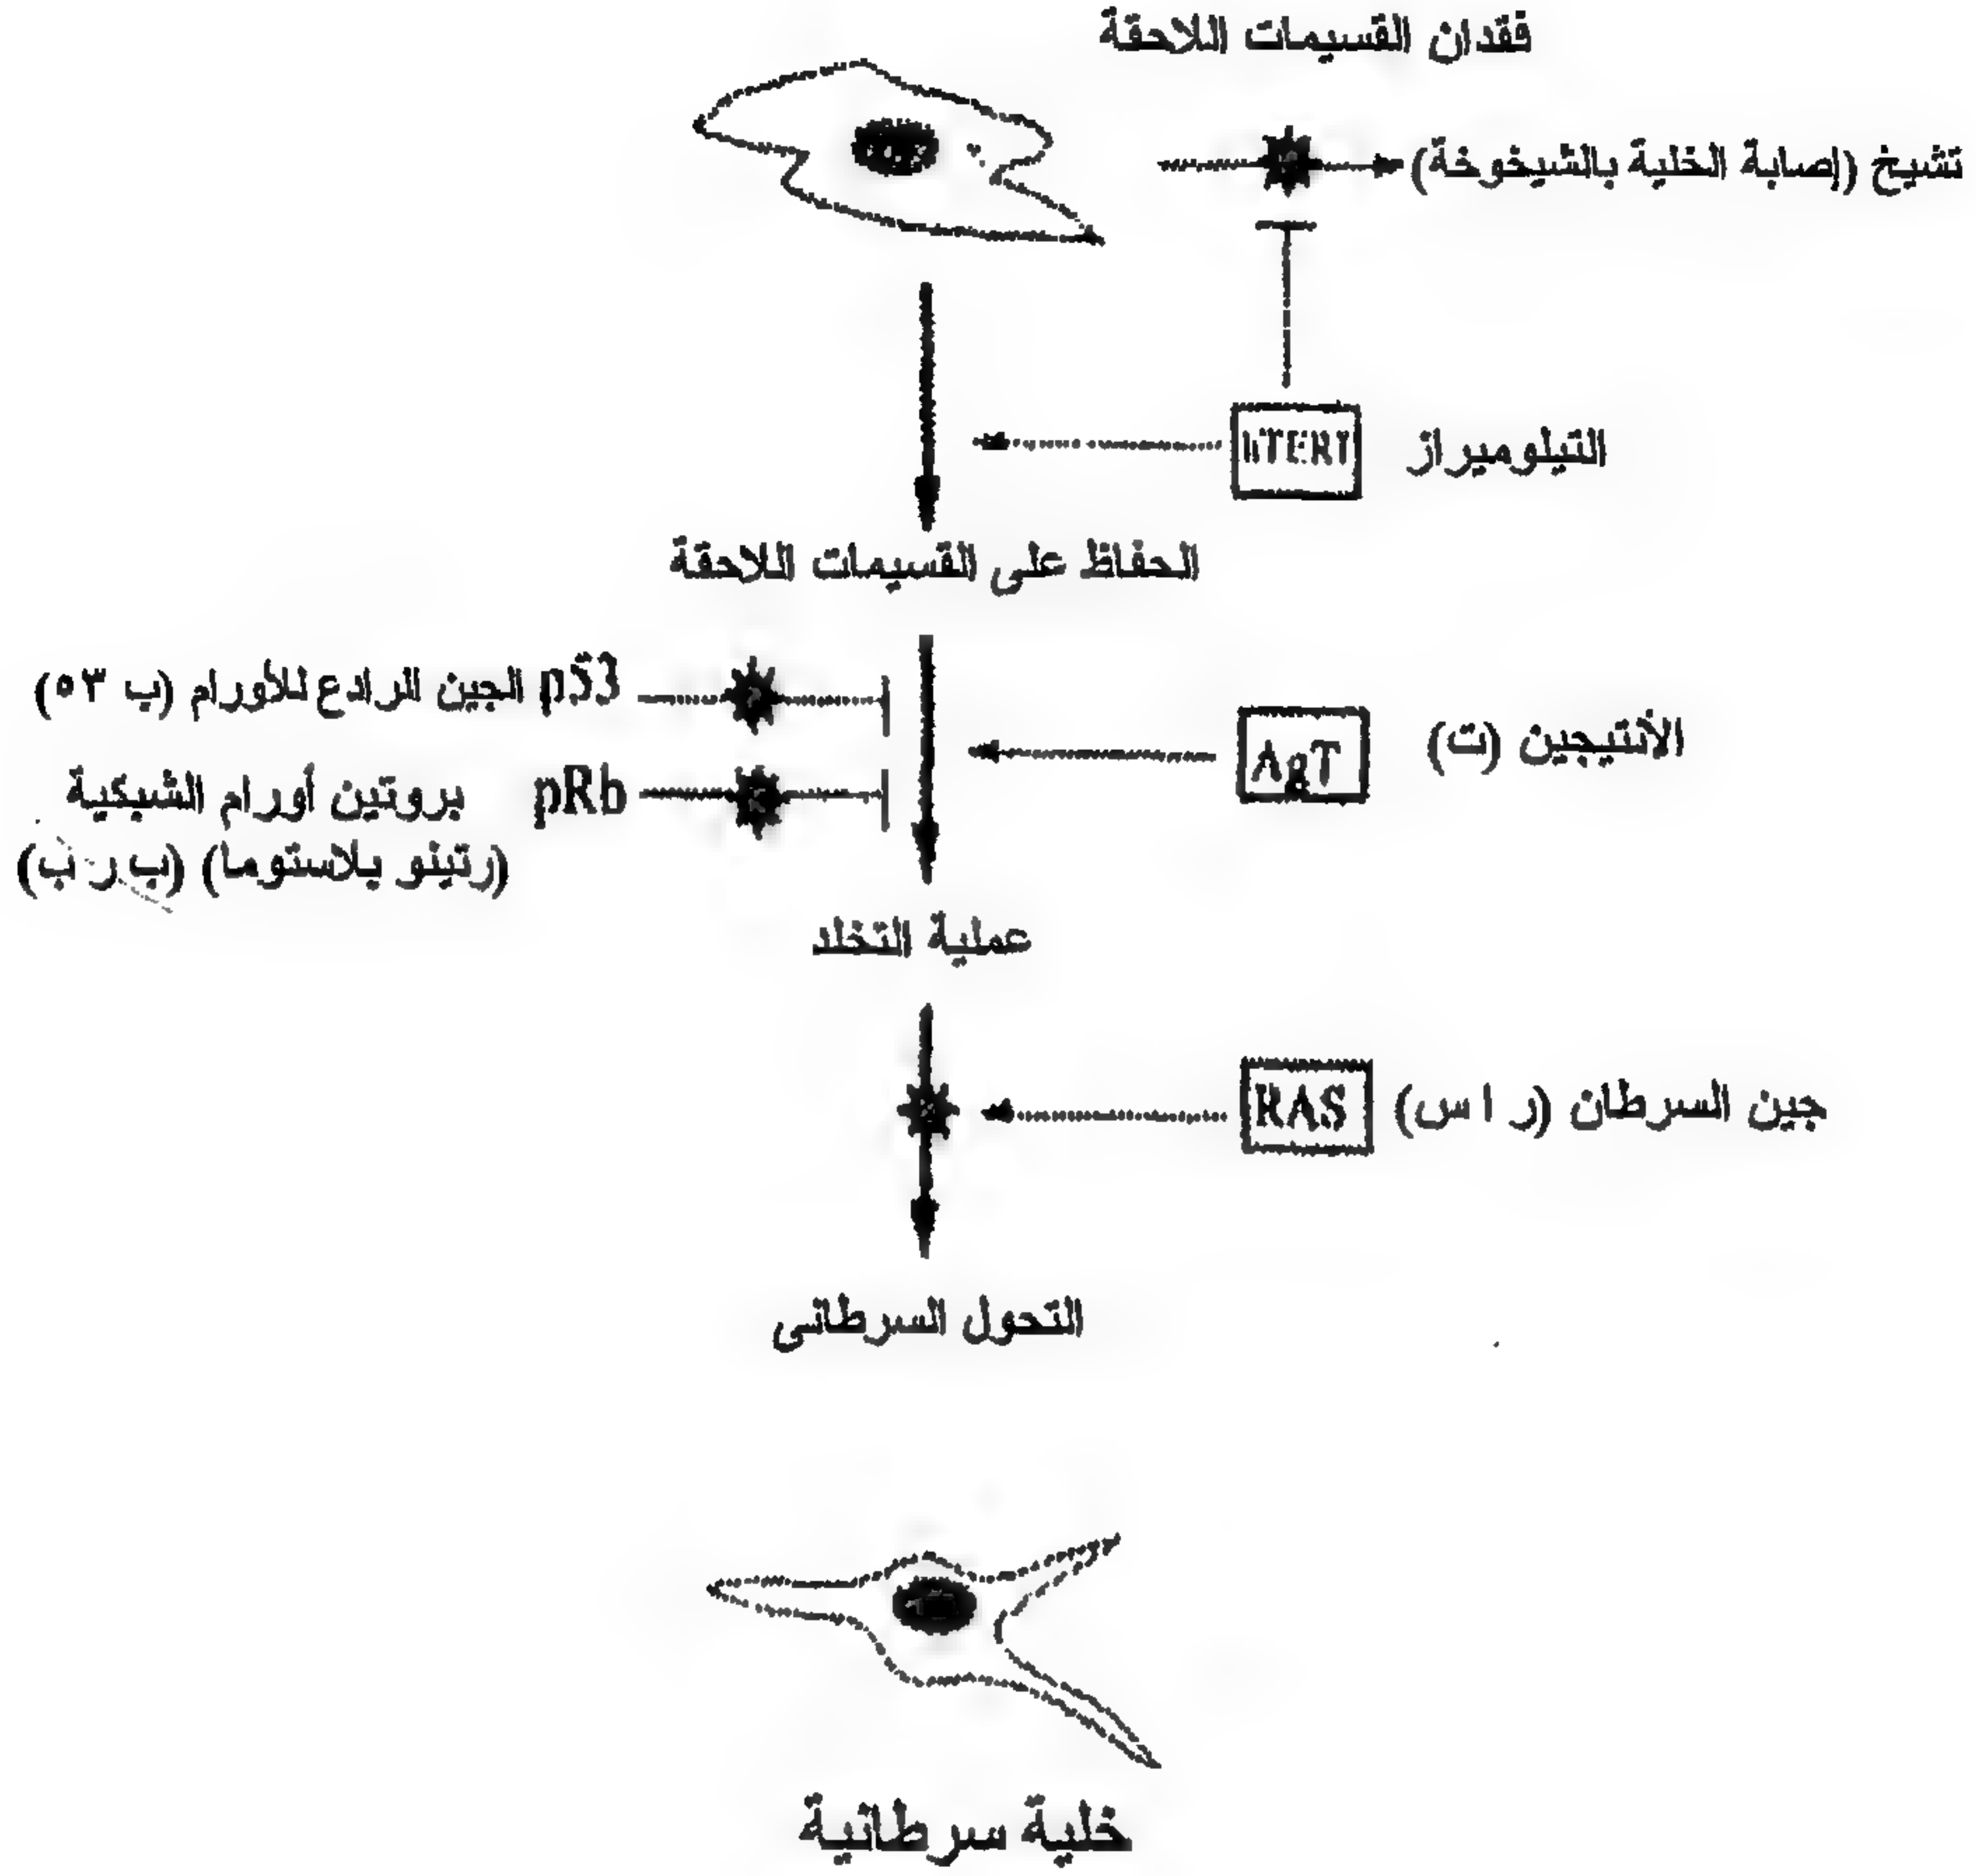 فقدان القسيمات اللاحقة
تشيخ (إصابة الخلية بالشيخوخة)
hTERT التيلوميراز
الحفاظ على القسيمات اللاحقة
p53 الجين الرادع للأورام (ب ٥٣)
AgT الأنتيجين (ت)
pRb بروتين أورام الشبكية
(رتينو بلاستوما) (ب ر ب)
عملية التخلد
RAS جين السرطان (ر ا س)
التحول السرطانى
خلية سرطانية